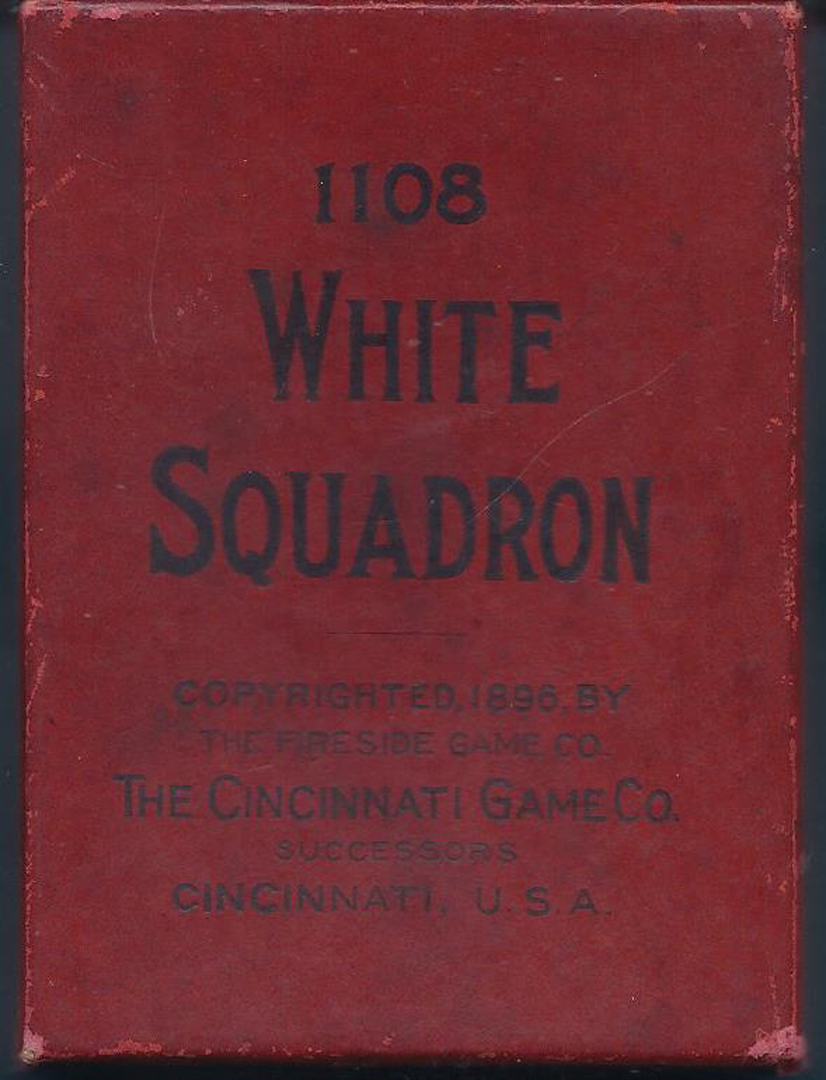 1108
WHITE
SQUADRON
COPYRIGHTED, 1896, BY
THE FIRESIDE GAME CO.
THE CINCINNATI GAME CO.
SUCCESSORS
CINCINNATI, U.S.A.